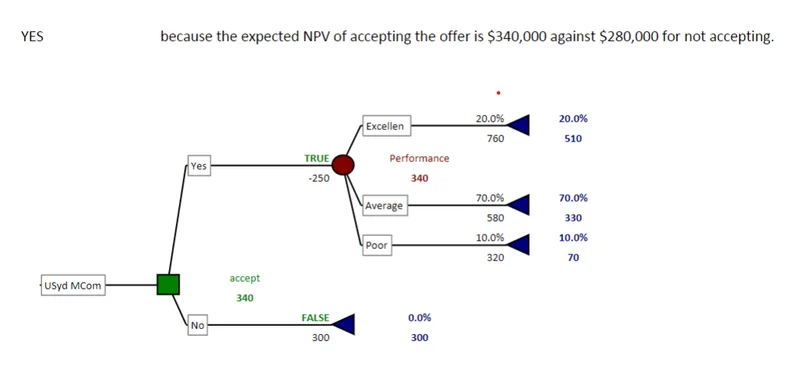 YES because the expected NPV of accepting the offer is $340,000 against $280,000 for not accepting.
20.0% 20.0%
Excellen
760 510
TRUE Performance
Yes
-250 340
70.0% 70.0%
Average
580 330
10.0% 10.0%
Poor
320 70
accept
USyd MCom
340
FALSE 0.0%
No
300 300